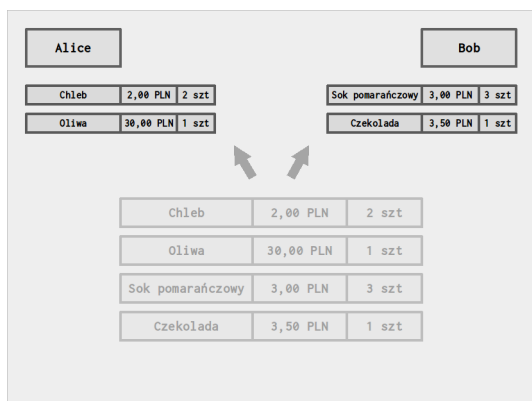 Alice
Bob
Chleb 2,00 PLN 2 szt
Oliwa 30,00 PLN 1 szt
Sok pomarańczowy 3,00 PLN 3 szt
Czekolada 3,50 PLN 1 szt
Chleb 2,00 PLN 2 szt
Oliwa 30,00 PLN 1 szt
Sok pomarańczowy 3,00 PLN 3 szt
Czekolada 3,50 PLN 1 szt